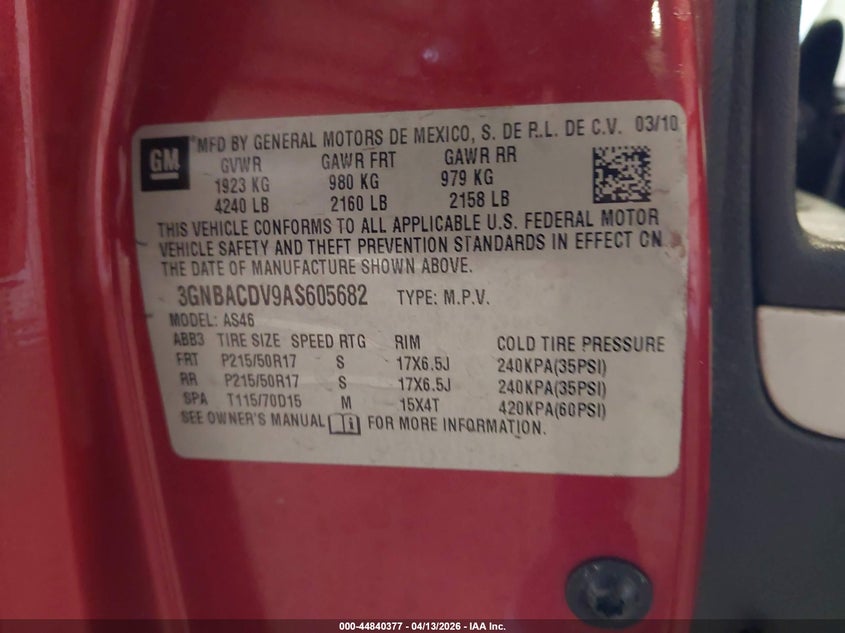 GM ®MFD BY GENERAL MOTORS DE MEXICO, S. DE R.L. DE C.V. 03/10
GVWR GAWR FRT GAWR RR
1923 KG 980 KG 979 KG
4240 LB 2160 LB 2158 LB
THIS VEHICLE CONFORMS TO ALL APPLICABLE U.S. FEDERAL MOTOR
VEHICLE SAFETY AND THEFT PREVENTION STANDARDS IN EFFECT ON
THE DATE OF MANUFACTURE SHOWN ABOVE.
3GNBACDV9AS605682 TYPE: M.P.V.
MODEL: AS46
ABB3 TIRE SIZE SPEED RTG RIM COLD TIRE PRESSURE
FRT P215/50R17 S 17X6.5J 240KPA(35PSI)
RR P215/50R17 S 17X6.5J 240KPA(35PSI)
SPA T115/70D15 M 15X4T 420KPA(60PSI)
SEE OWNER'S MANUAL i FOR MORE INFORMATION.
000-44840377 - 04/13/2026 - IAA Inc.